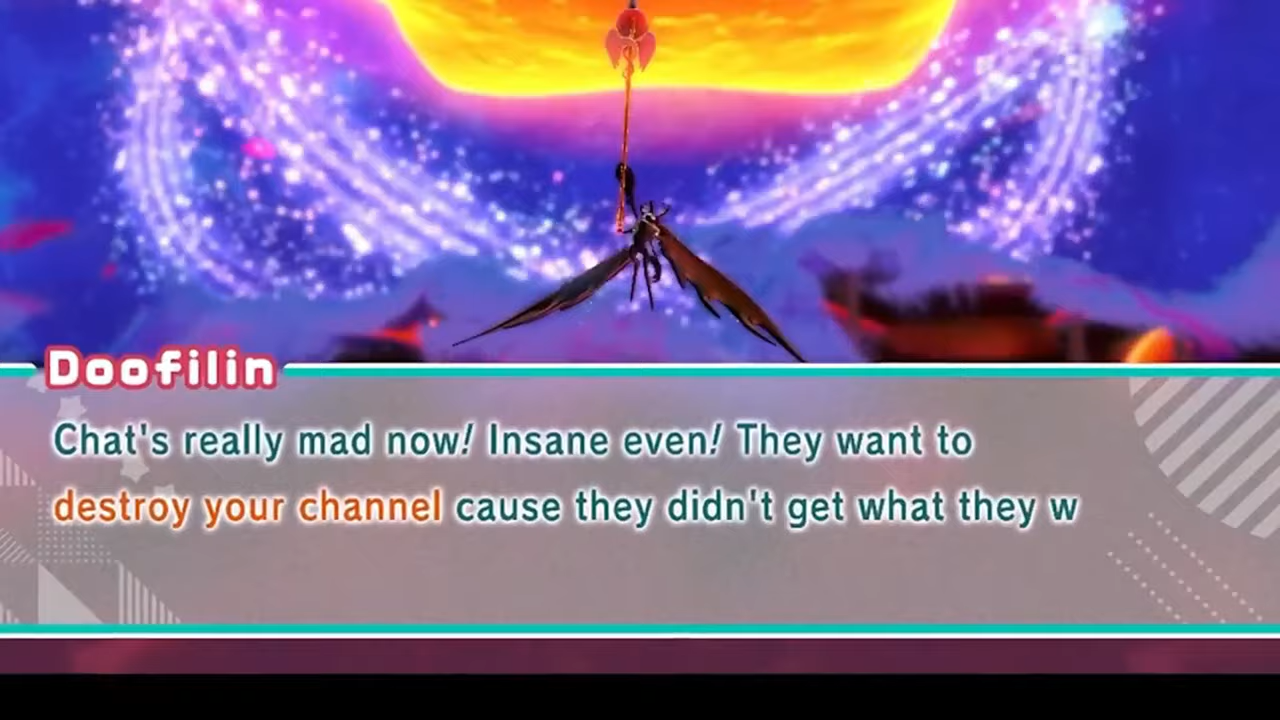 Doofilin
Chat's really mad now! Insane even! They want to
destroy your channel cause they didn't get what they w